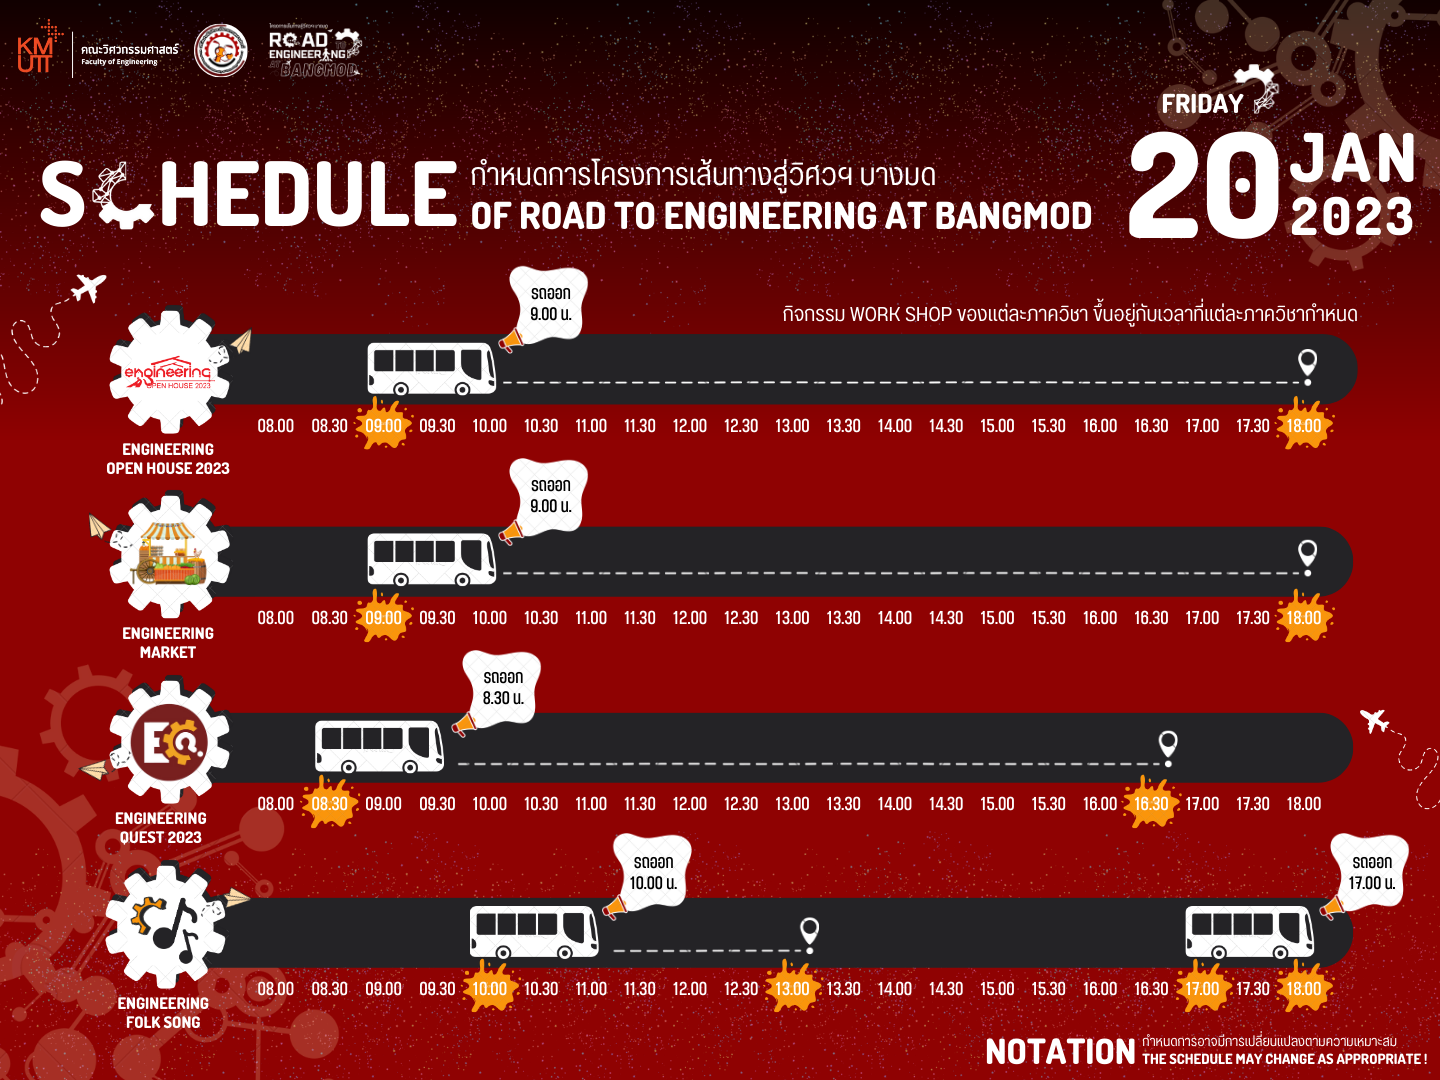 KMUTT
คณะวิศวกรรมศาสตร์
Faculty of Engineering
ROAD TO
ENGINEERING
AT BANGMOD
FRIDAY
20 JAN
2023
SCHEDULE
กำหนดการโครงการเส้นทางสู่วิศวฯ บางมด
OF ROAD TO ENGINEERING AT BANGMOD
กิจกรรม WORK SHOP ของแต่ละภาควิชา ขึ้นอยู่กับเวลาที่แต่ละภาควิชากำหนด
รถออก
9.00 น.
engineering
OPEN HOUSE 2023
08.00 08.30 09.00 09.30 10.00 10.30 11.00 11.30 12.00 12.30 13.00 13.30 14.00 14.30 15.00 15.30 16.00 16.30 17.00 17.30 18.00
ENGINEERING
OPEN HOUSE 2023
รถออก
9.00 น.
08.00 08.30 09.00 09.30 10.00 10.30 11.00 11.30 12.00 12.30 13.00 13.30 14.00 14.30 15.00 15.30 16.00 16.30 17.00 17.30 18.00
ENGINEERING
MARKET
รถออก
8.30 น.
EQ.
08.00 08.30 09.00 09.30 10.00 10.30 11.00 11.30 12.00 12.30 13.00 13.30 14.00 14.30 15.00 15.30 16.00 16.30 17.00 17.30 18.00
ENGINEERING
QUEST 2023
รถออก
10.00 น.
รถออก
17.00 น.
08.00 08.30 09.00 09.30 10.00 10.30 11.00 11.30 12.00 12.30 13.00 13.30 14.00 14.30 15.00 15.30 16.00 16.30 17.00 17.30 18.00
ENGINEERING
FOLK SONG
NOTATION
กำหนดการอาจมีการเปลี่ยนแปลงตามความเหมาะสม
THE SCHEDULE MAY CHANGE AS APPROPRIATE !